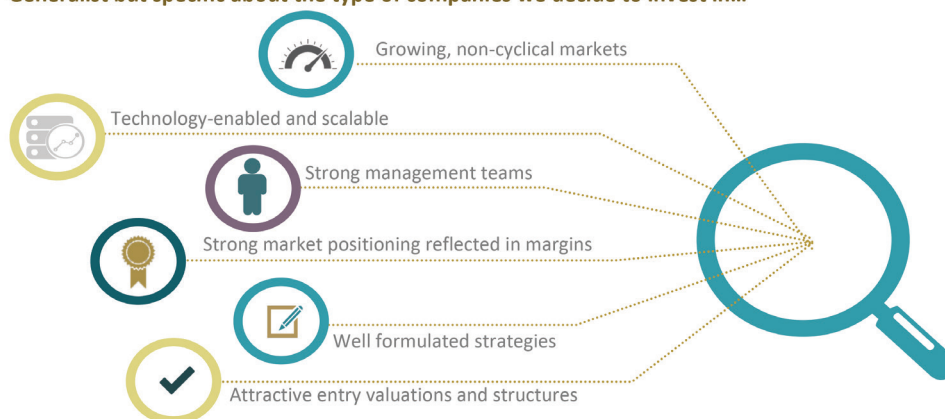 Generalist but specific about the type of companies we decide to invest in...
Growing, non-cyclical markets
Technology-enabled and scalable
Strong management teams
Strong market positioning reflected in margins
Well formulated strategies
Attractive entry valuations and structures